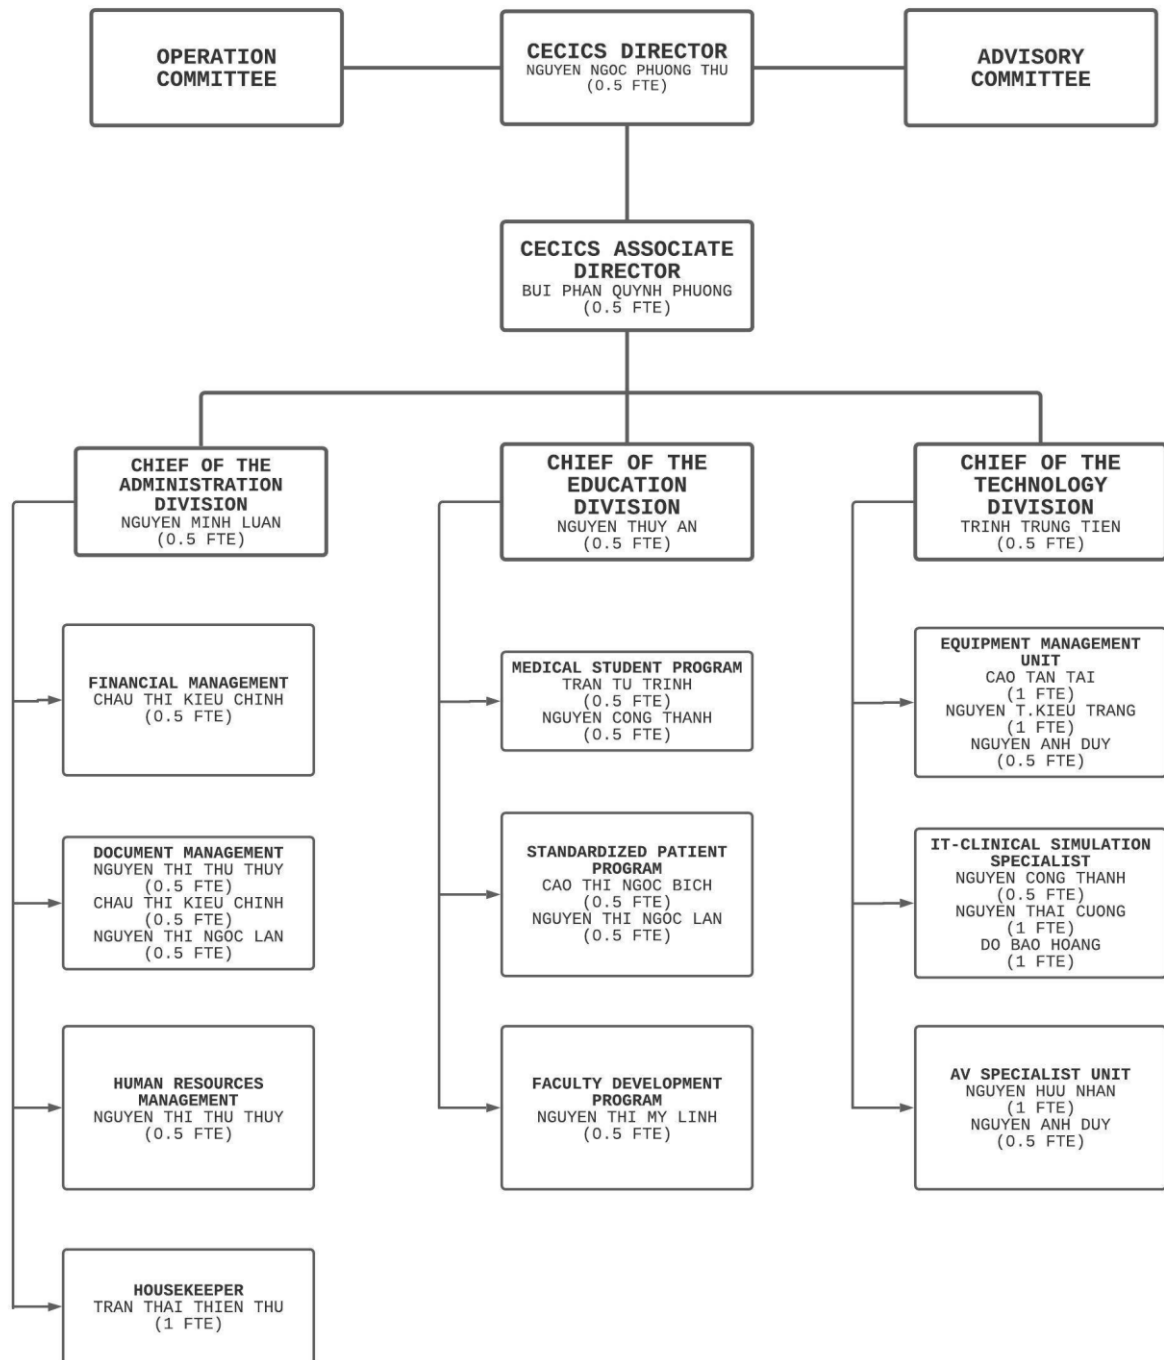 OPERATION
COMMITTEE
CECICS DIRECTOR
NGUYEN NGOC PHUONG THU
(0.5 FTE)
ADVISORY
COMMITTEE
CECICS ASSOCIATE
DIRECTOR
BUI PHAN QUYNH PHUONG
(0.5 FTE)
CHIEF OF THE
ADMINISTRATION
DIVISION
NGUYEN MINH LUAN
(0.5 FTE)
FINANCIAL MANAGEMENT
CHAU THI KIEU CHINH
(0.5 FTE)
DOCUMENT MANAGEMENT
NGUYEN THI THU THUY
(0.5 FTE)
CHAU THI KIEU CHINH
(0.5 FTE)
NGUYEN THI NGOC LAN
(0.5 FTE)
HUMAN RESOURCES
MANAGEMENT
NGUYEN THI THU THUY
(0.5 FTE)
HOUSEKEEPER
TRAN THAI THIEN THU
(1 FTE)
CHIEF OF THE
EDUCATION
DIVISION
NGUYEN THUY AN
(0.5 FTE)
MEDICAL STUDENT PROGRAM
TRAN TU TRINH
(0.5 FTE)
NGUYEN CONG THANH
(0.5 FTE)
STANDARDIZED PATIENT
PROGRAM
CAO THI NGOC BICH
(0.5 FTE)
NGUYEN THI NGOC LAN
(0.5 FTE)
FACULTY DEVELOPMENT
PROGRAM
NGUYEN THI MY LINH
(0.5 FTE)
CHIEF OF THE
TECHNOLOGY
DIVISION
TRINH TRUNG TIEN
(0.5 FTE)
EQUIPMENT MANAGEMENT
UNIT
CAO TAN TAI
(1 FTE)
NGUYEN T.KIEU TRANG
(1 FTE)
NGUYEN ANH DUY
(0.5 FTE)
IT-CLINICAL SIMULATION
SPECIALIST
NGUYEN CONG THANH
(0.5 FTE)
NGUYEN THAI CUONG
(1 FTE)
DO BAO HOANG
(1 FTE)
AV SPECIALIST UNIT
NGUYEN HUU NHAN
(1 FTE)
NGUYEN ANH DUY
(0.5 FTE)